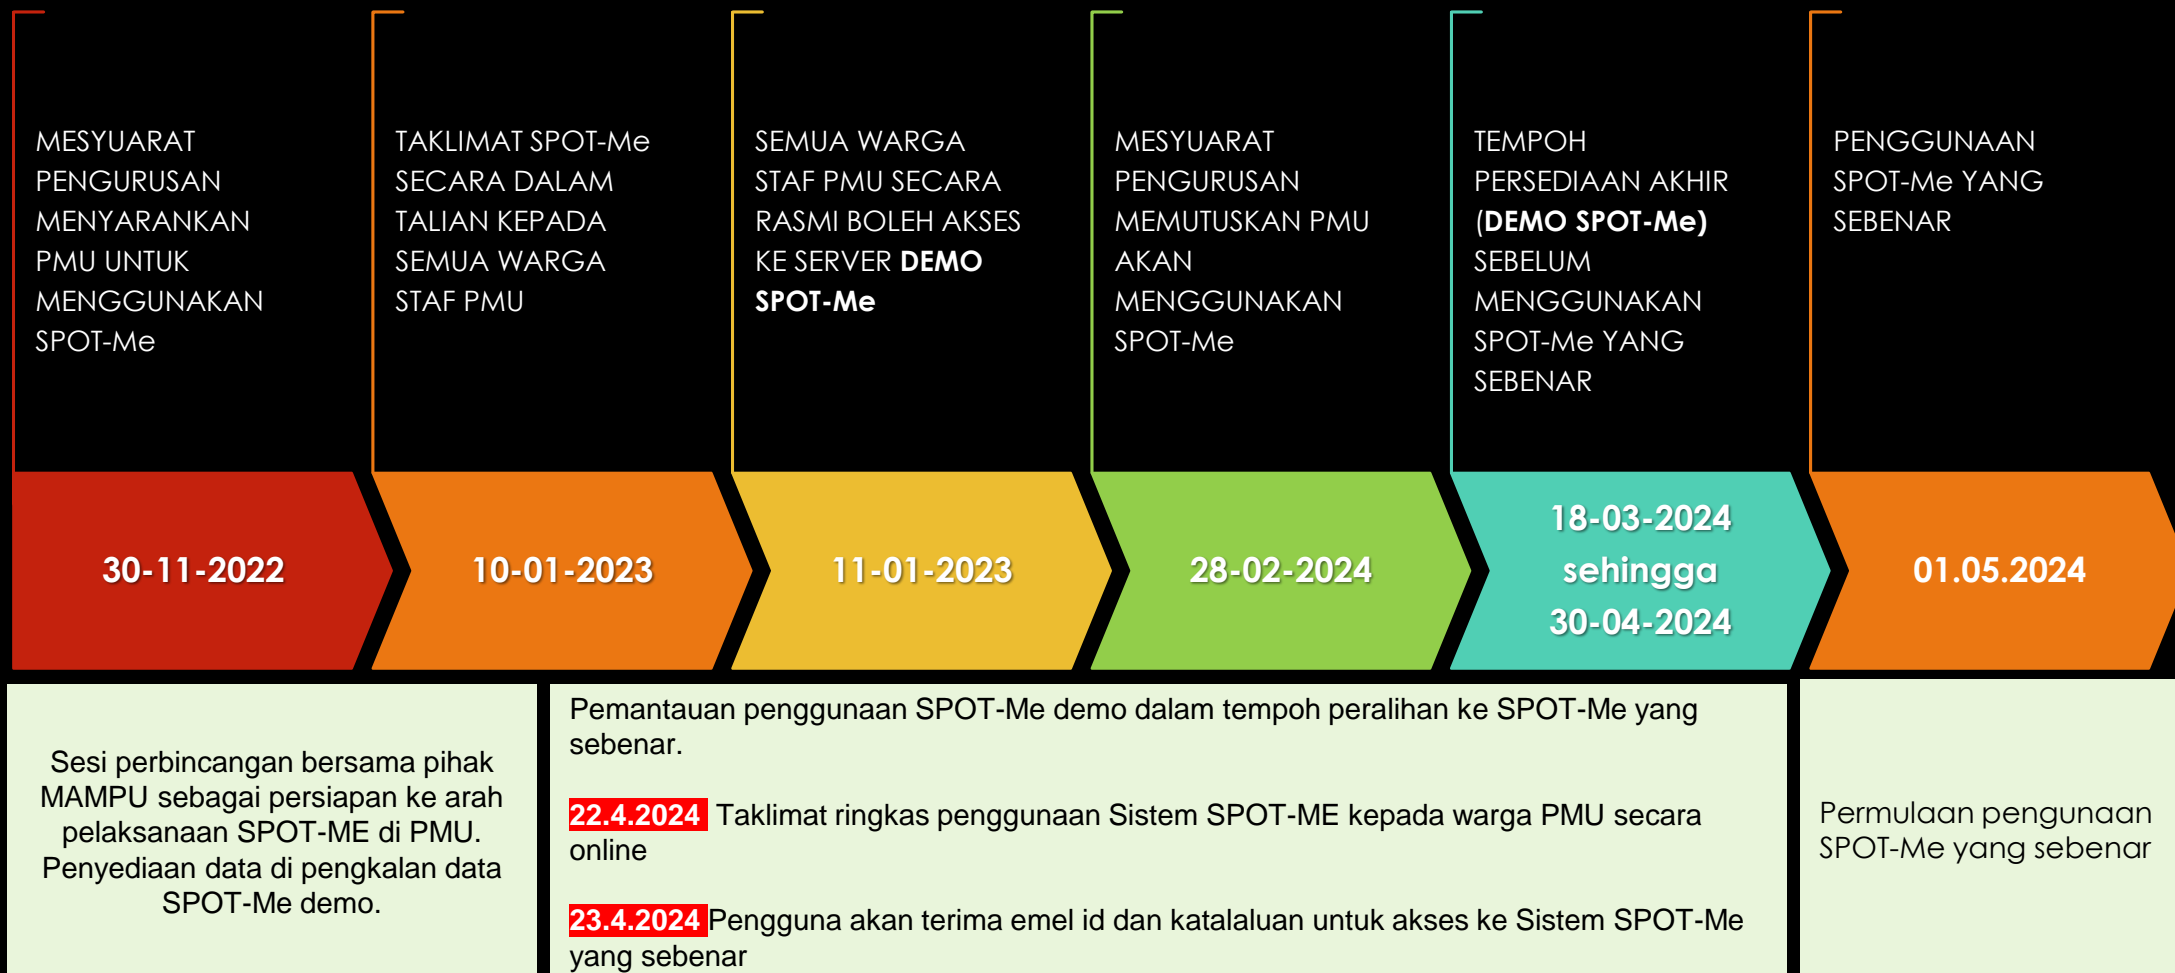 MESYUARAT
PENGURUSAN
MENYARANKAN
PMU UNTUK
MENGGUNAKAN
SPOT-Me
TAKLIMAT SPOT-Me
SECARA DALAM
TALIAN KEPADA
SEMUA WARGA
STAF PMU
SEMUA WARGA
STAF PMU SECARA
RASMI BOLEH AKSES
KE SERVER DEMO
SPOT-Me
MESYUARAT
PENGURUSAN
MEMUTUSKAN PMU
AKAN
MENGGUNAKAN
SPOT-Me
TEMPOH
PERSEDIAAN AKHIR
(DEMO SPOT-Me)
SEBELUM
MENGGUNAKAN
SPOT-Me YANG
SEBENAR
PENGGUNAAN
SPOT-Me YANG
SEBENAR
30-11-2022
10-01-2023
11-01-2023
28-02-2024
18-03-2024
sehingga
30-04-2024
01.05.2024
Sesi perbincangan bersama pihak
MAMPU sebagai persiapan ke arah
pelaksanaan SPOT-ME di PMU.
Penyediaan data di pengkalan data
SPOT-Me demo.
Pemantauan penggunaan SPOT-Me demo dalam tempoh peralihan ke SPOT-Me yang
sebenar.
22.4.2024 Taklimat ringkas penggunaan Sistem SPOT-ME kepada warga PMU secara
online
23.4.2024 Pengguna akan terima emel id dan katalaluan untuk akses ke Sistem SPOT-Me
yang sebenar
Permulaan pengunaan
SPOT-Me yang sebenar